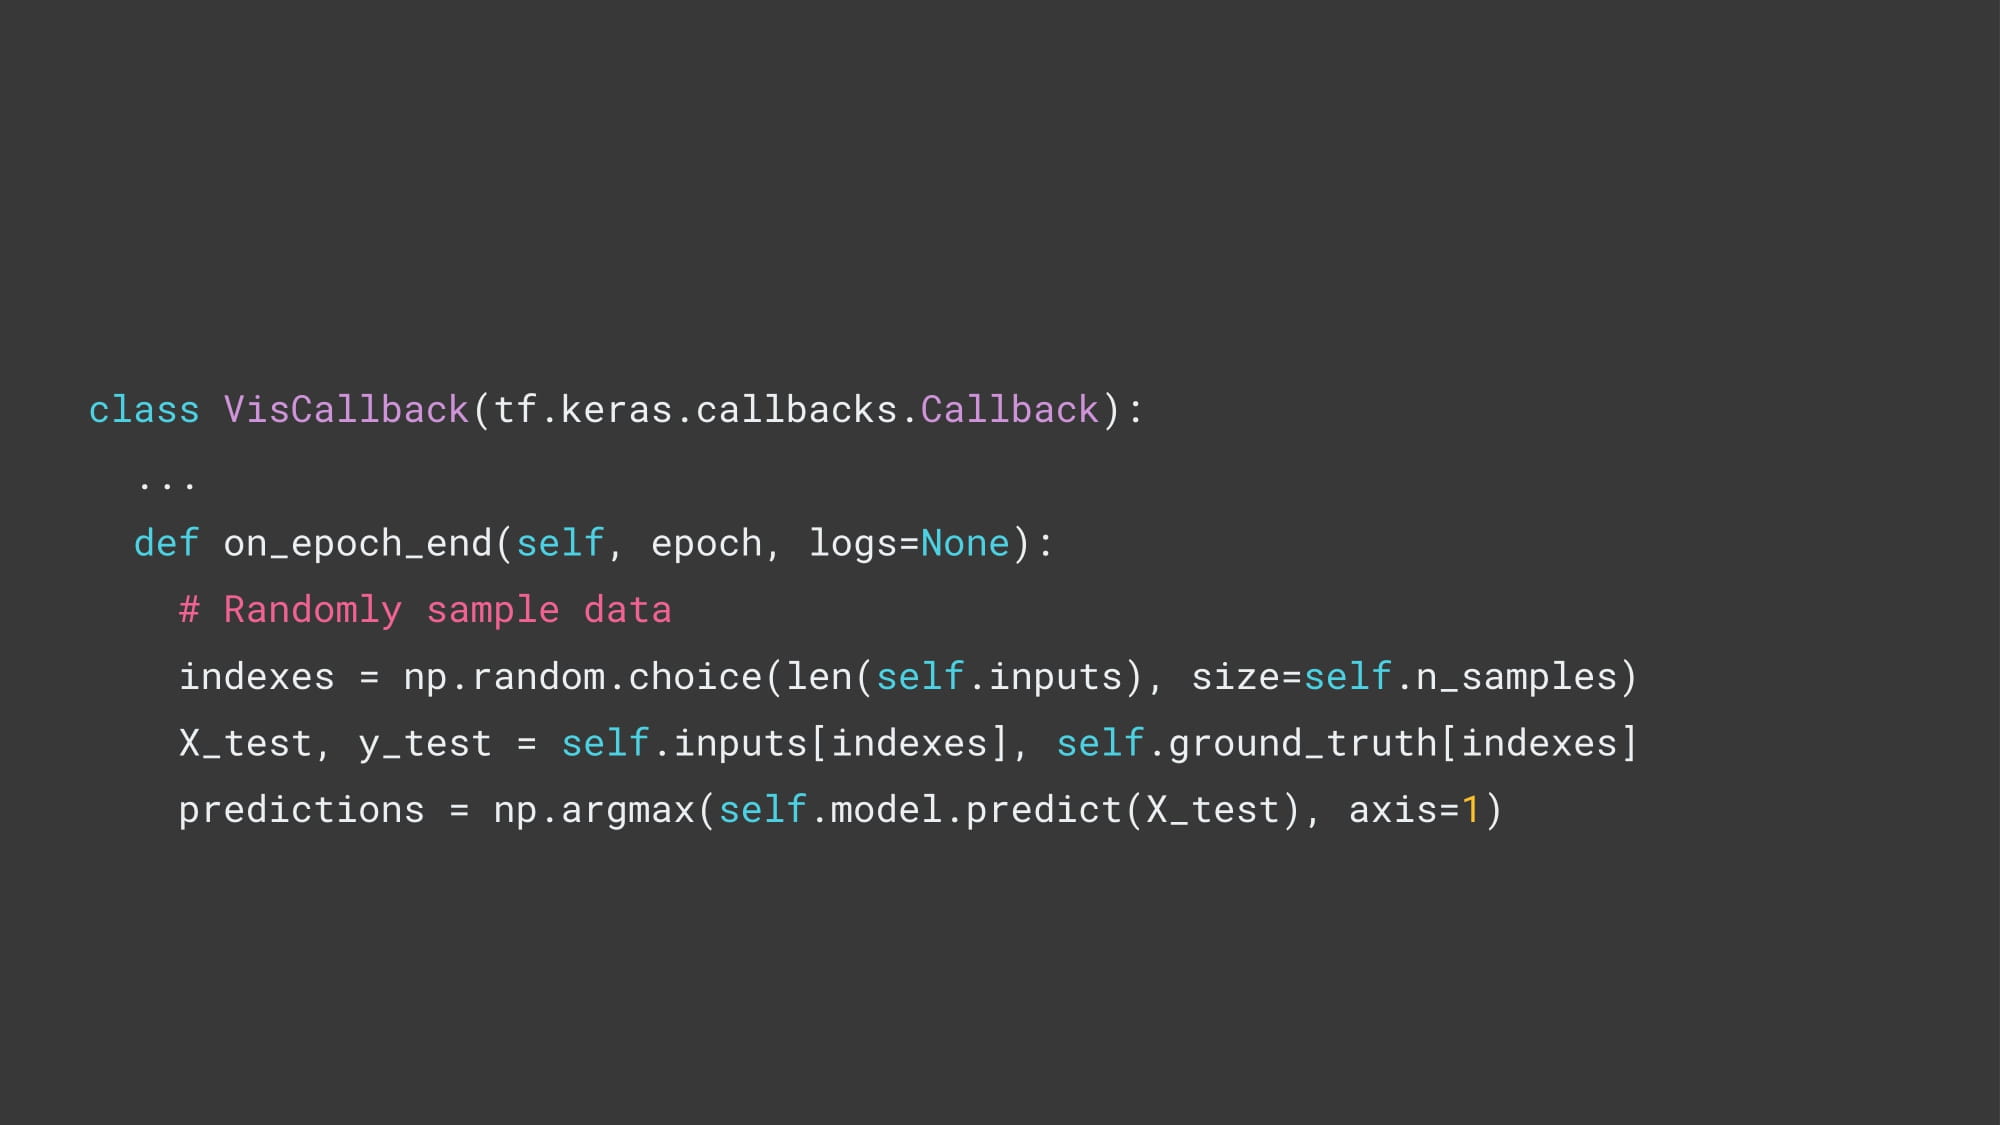 class VisCallback(tf.keras.callbacks.Callback):
  ...
  def on_epoch_end(self, epoch, logs=None):
    # Randomly sample data
    indexes = np.random.choice(len(self.inputs), size=self.n_samples)
    X_test, y_test = self.inputs[indexes], self.ground_truth[indexes]
    predictions = np.argmax(self.model.predict(X_test), axis=1)